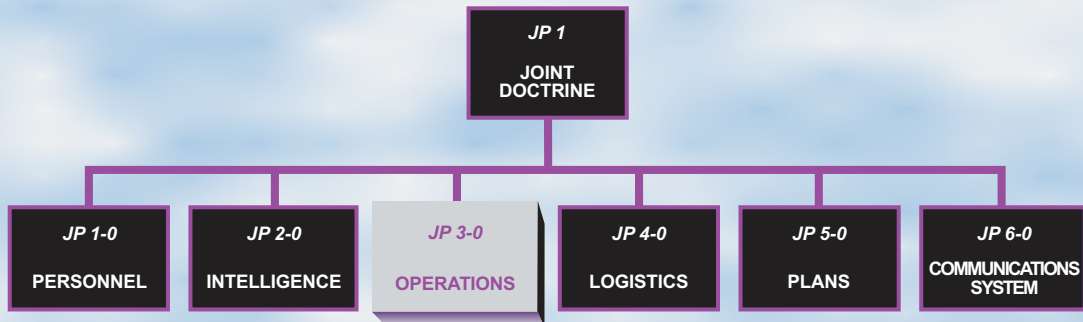 JP 1
JOINT
DOCTRINE
JP 1-0
PERSONNEL
JP 2-0
INTELLIGENCE
JP 3-0
OPERATIONS
JP 4-0
LOGISTICS
JP 5-0
PLANS
JP 6-0
COMMUNICATIONS
SYSTEM